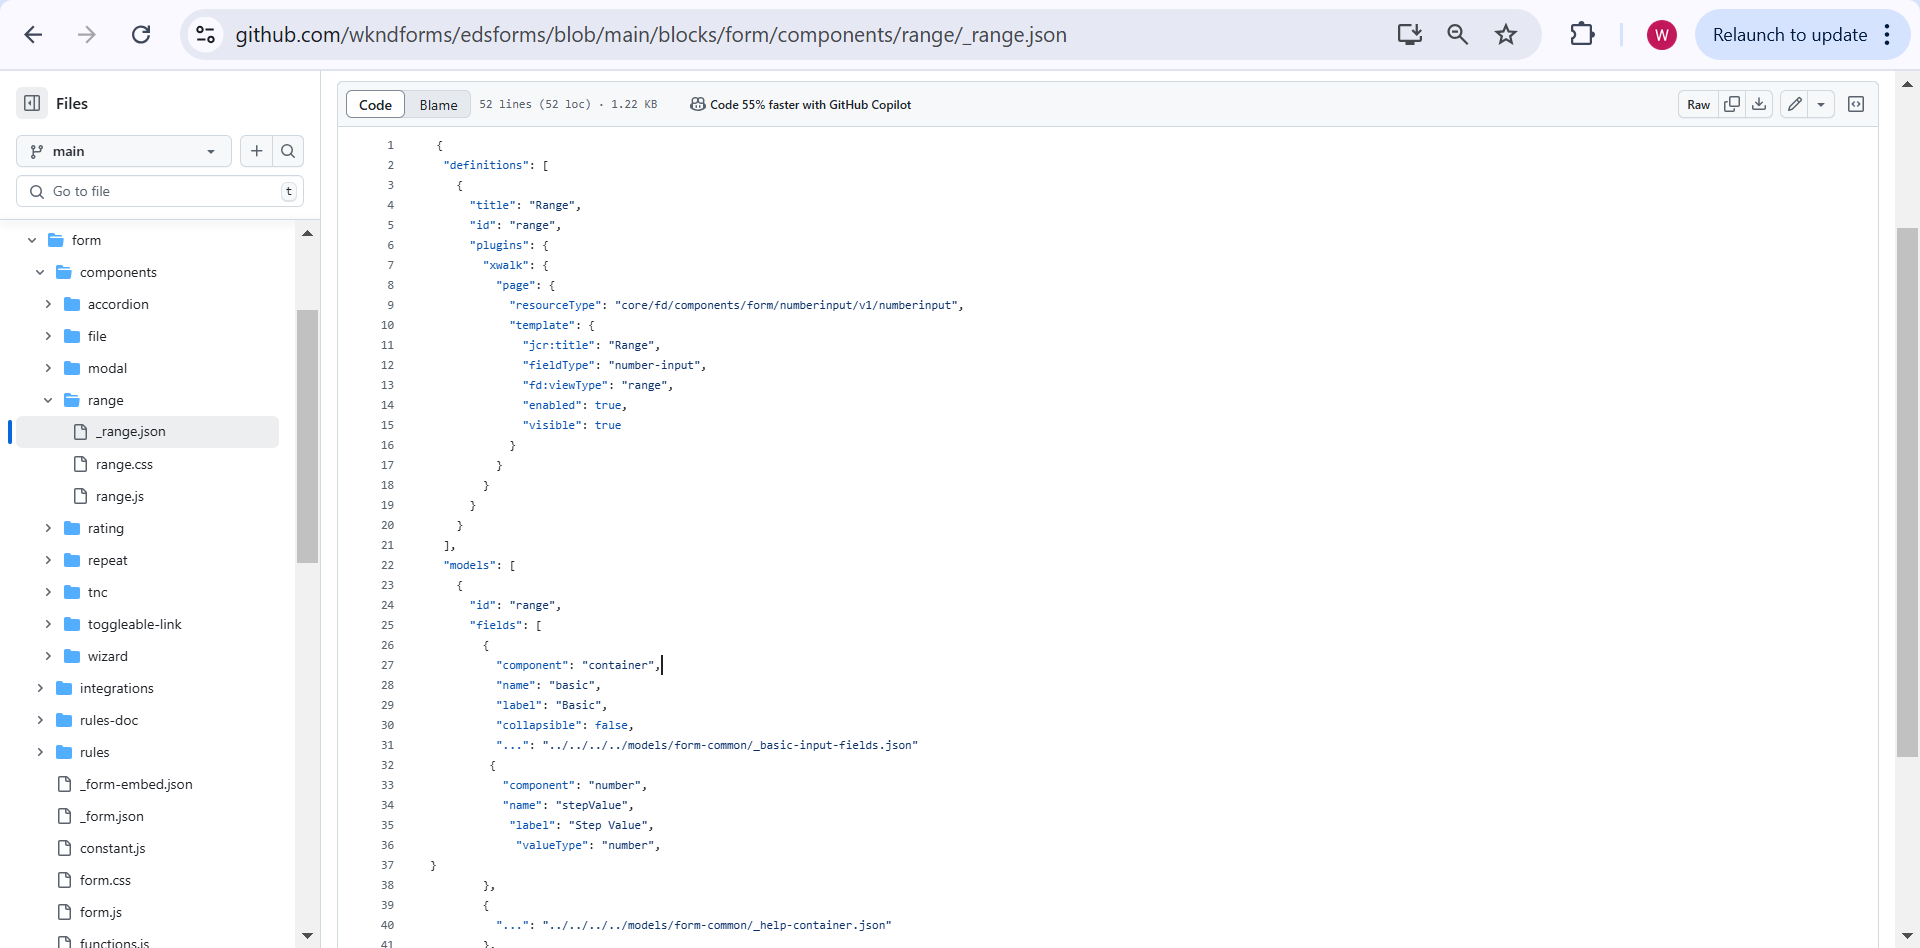 github.com/wkndforms/edsforms/blob/main/blocks/form/components/range/_range.json
W
Relaunch to update
Files
main
Go to file
t
form
components
accordion
file
modal
range
_range.json
range.css
range.js
rating
repeat
tnc
toggleable-link
wizard
integrations
rules-doc
rules
_form-embed.json
_form.json
constant.js
form.css
form.js
functions.js
Code
Blame
52 lines (52 loc) · 1.22 KB
Code 55% faster with GitHub Copilot
Raw
1 {
2 "definitions": [
3 {
4 "title": "Range",
5 "id": "range",
6 "plugins": {
7 "xwalk": {
8 "page": {
9 "resourceType": "core/fd/components/form/numberinput/v1/numberinput",
10 "template": {
11 "jcr:title": "Range",
12 "fieldType": "number-input",
13 "fd:viewType": "range",
14 "enabled": true,
15 "visible": true
16 }
17 }
18 }
19 }
20 }
21 ],
22 "models": [
23 {
24 "id": "range",
25 "fields": [
26 {
27 "component": "container",
28 "name": "basic",
29 "label": "Basic",
30 "collapsible": false,
31 "...": "../../../../models/form-common/_basic-input-fields.json"
32 {
33 "component": "number",
34 "name": "stepValue",
35 "label": "Step Value",
36 "valueType": "number",
37 }
38 },
39 {
40 "...": "../../../../models/form-common/_help-container.json"
41 },